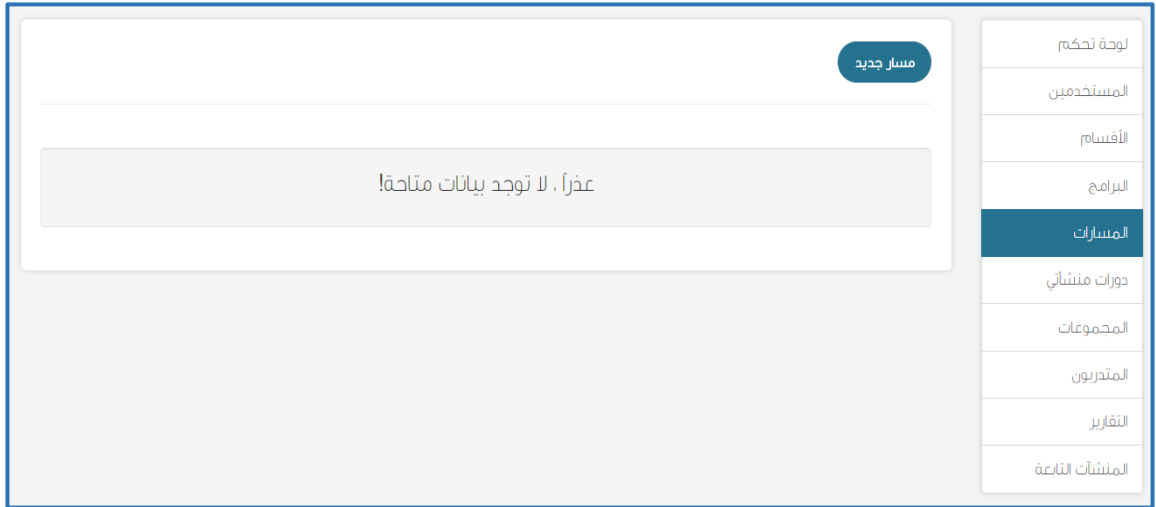 لوحة تحكم
المستخدمين
الأقسام
البرامج
المسارات
دورات منشأتي
المجموعات
المتدربون
التقارير
المنشآت التابعة
مسار جديد
عذراً ، لا توجد بيانات متاحة!